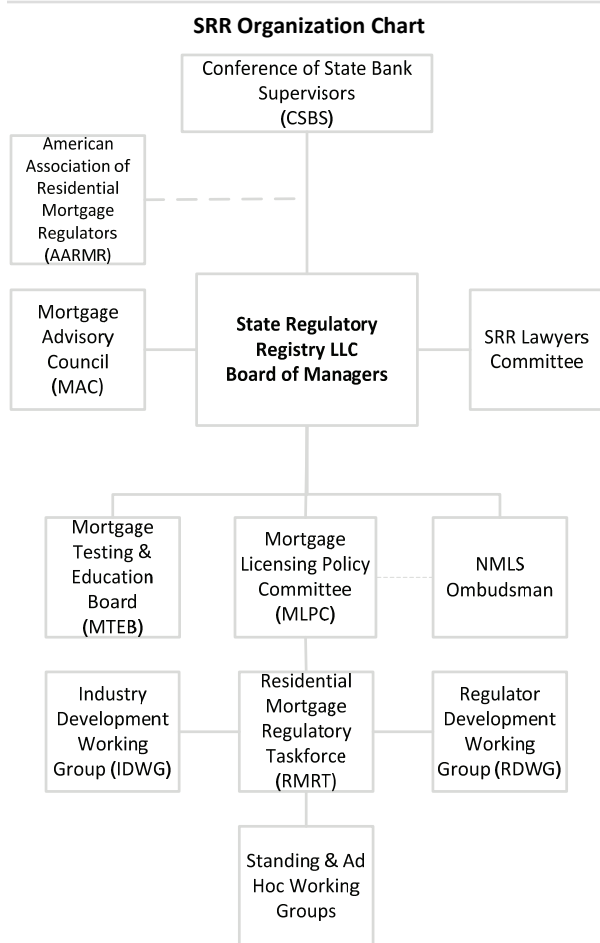 SRR Organization Chart
Conference of State Bank
Supervisors
(CSBS)
American
Association of
Residential
Mortgage
Regulators
(AARMR)
Mortgage
Advisory
Council
(MAC)
State Regulatory
Registry LLC
Board of Managers
SRR Lawyers
Committee
Mortgage
Testing &
Education
Board
(MTEB)
Mortgage
Licensing Policy
Committee
(MLPC)
NMLS
Ombudsman
Industry
Development
Working
Group (IDWG)
Residential
Mortgage
Regulatory
Taskforce
(RMRT)
Regulator
Development
Working
Group (RDWG)
Standing & Ad
Hoc Working
Groups